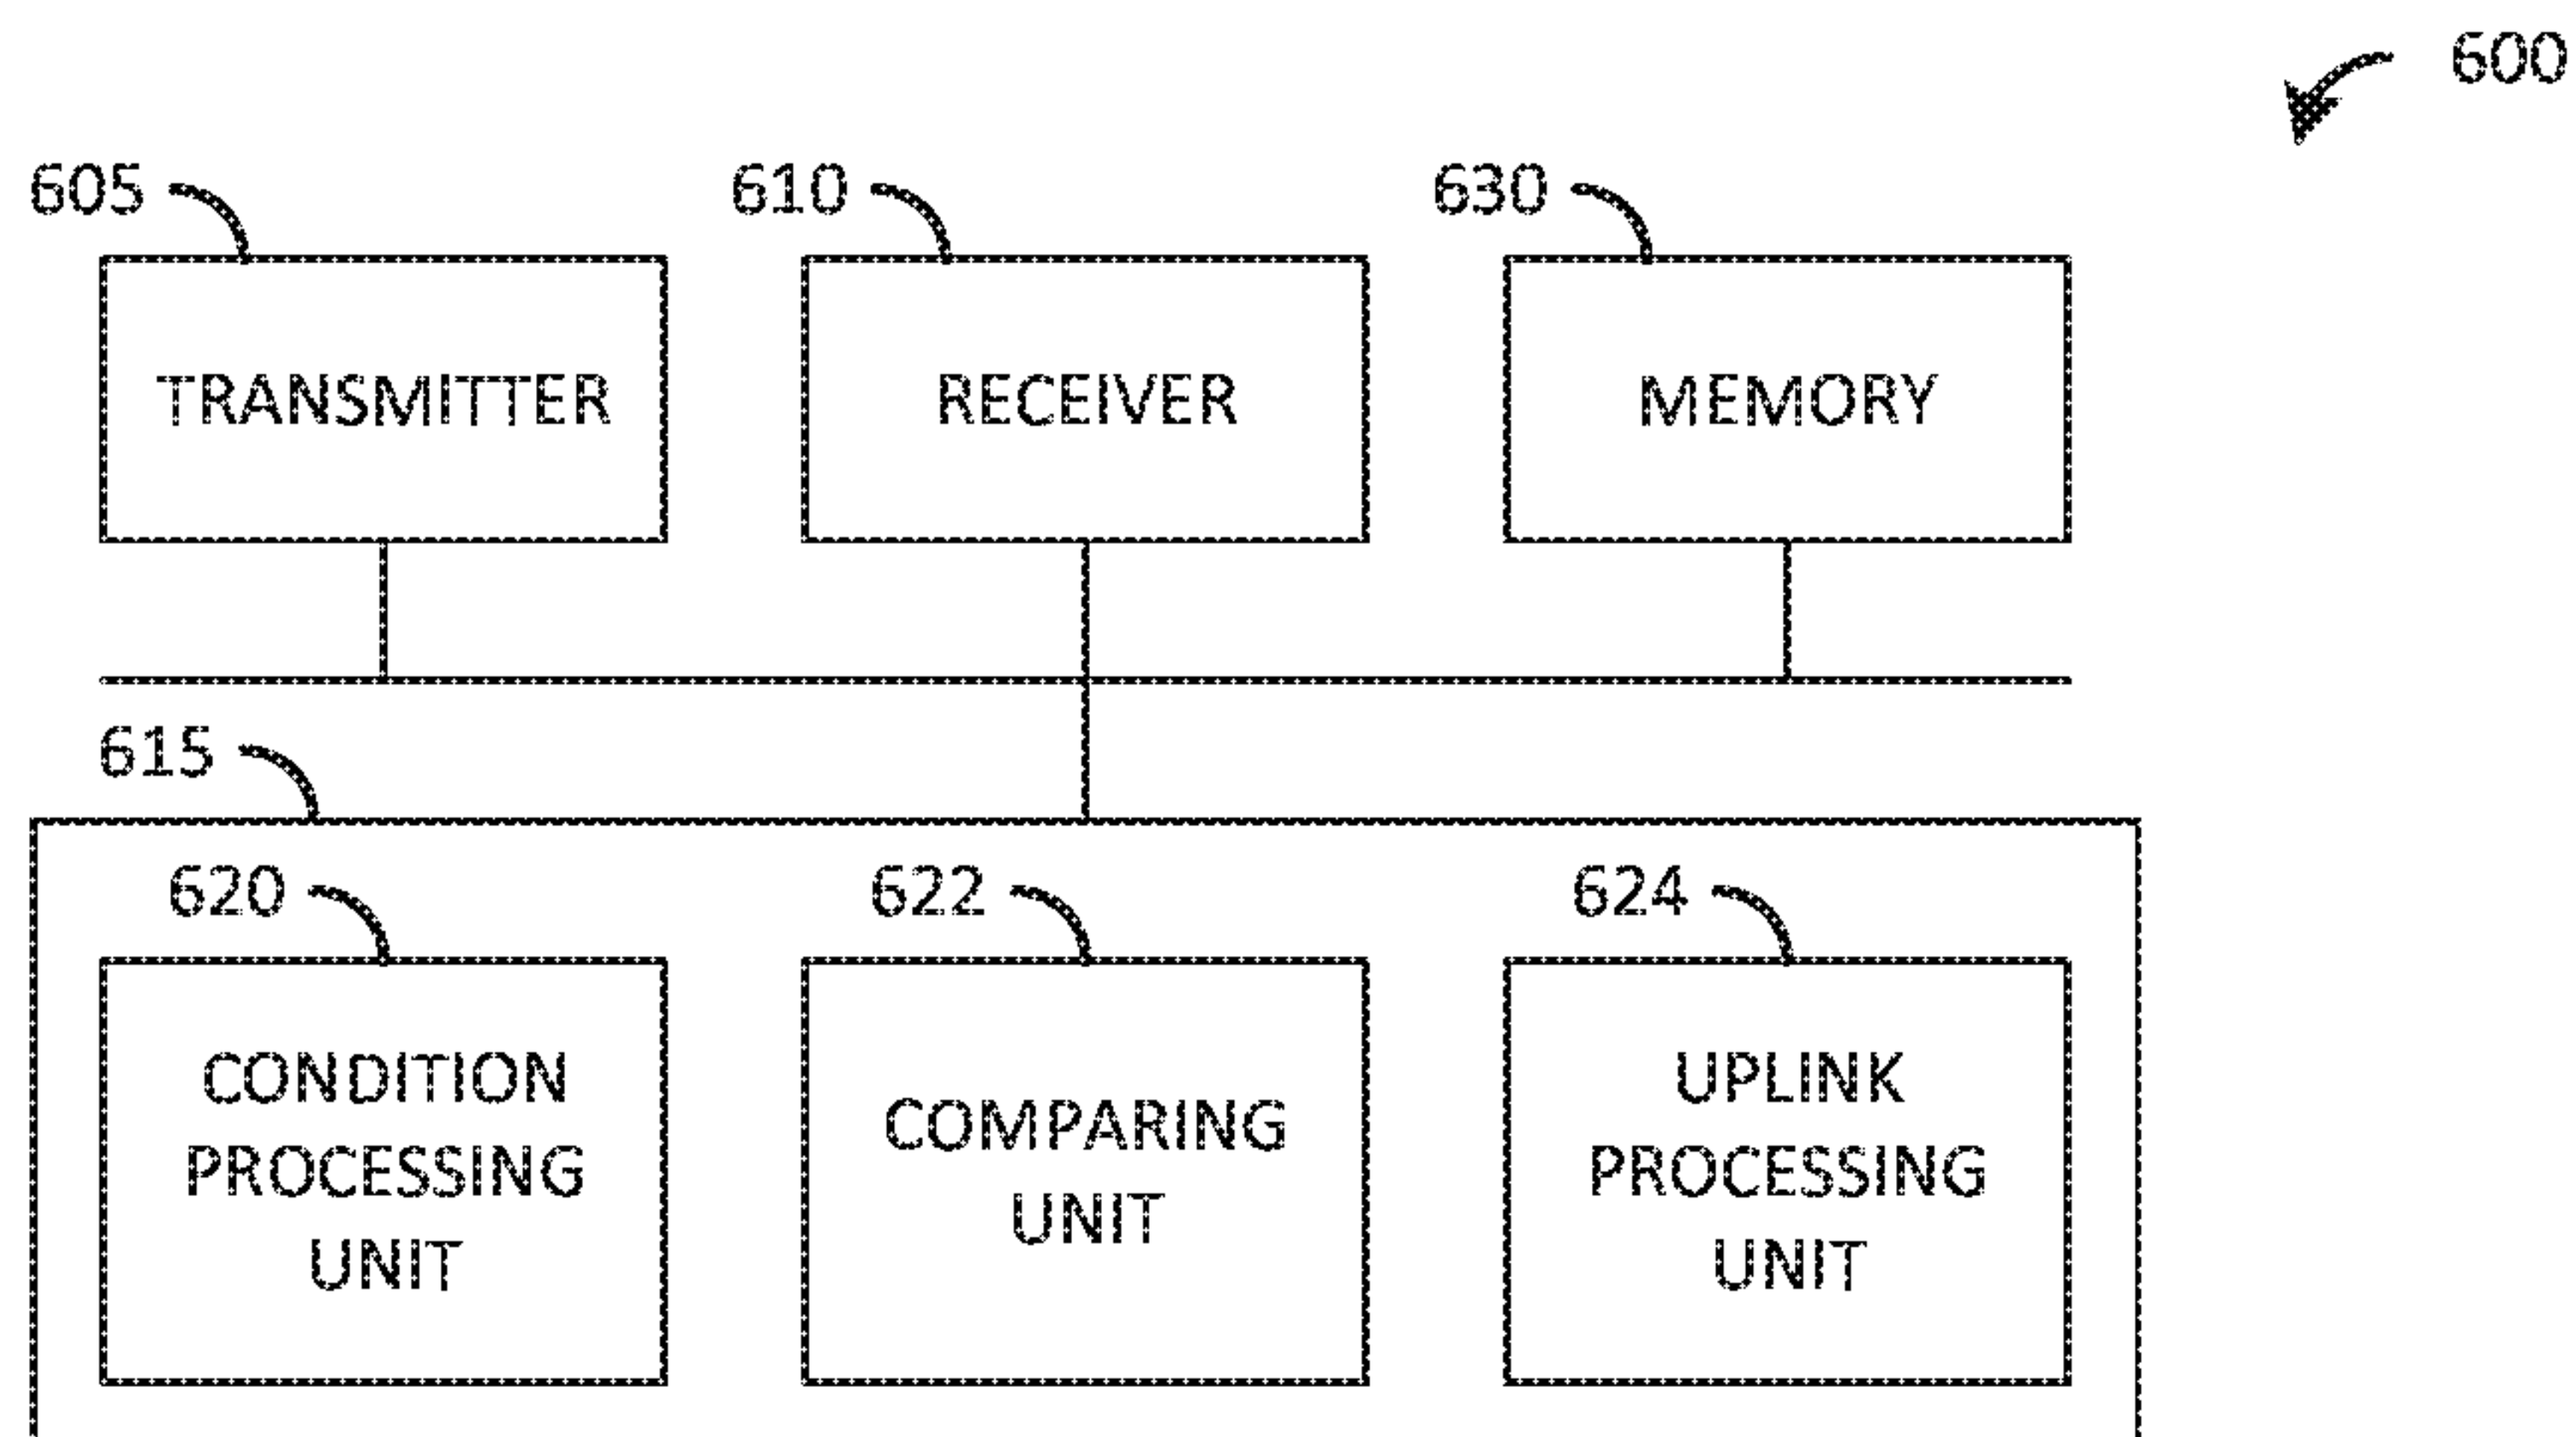 600
605
610
630
TRANSMITTER
RECEIVER
MEMORY
615
620
622
624
CONDITION
PROCESSING
UNIT
COMPARING
UNIT
UPLINK
PROCESSING
UNIT